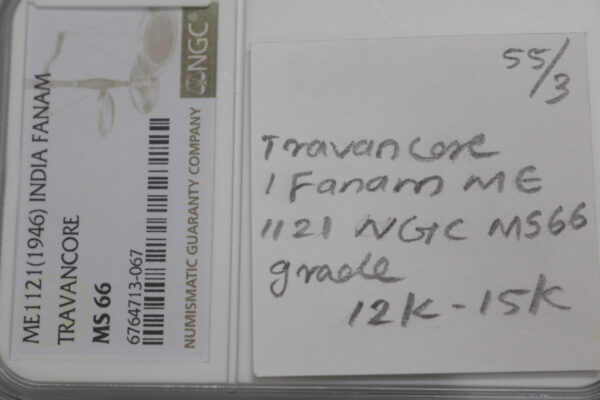 ME1121(1946) INDIA FANAM
TRAVANCORE
MS 66
6764713-067
NUMISMATIC GUARANTY COMPANY
NGC®
55/3
Travancore
1 Fanam ME
1121 NGC MS66
grade
12K - 15K